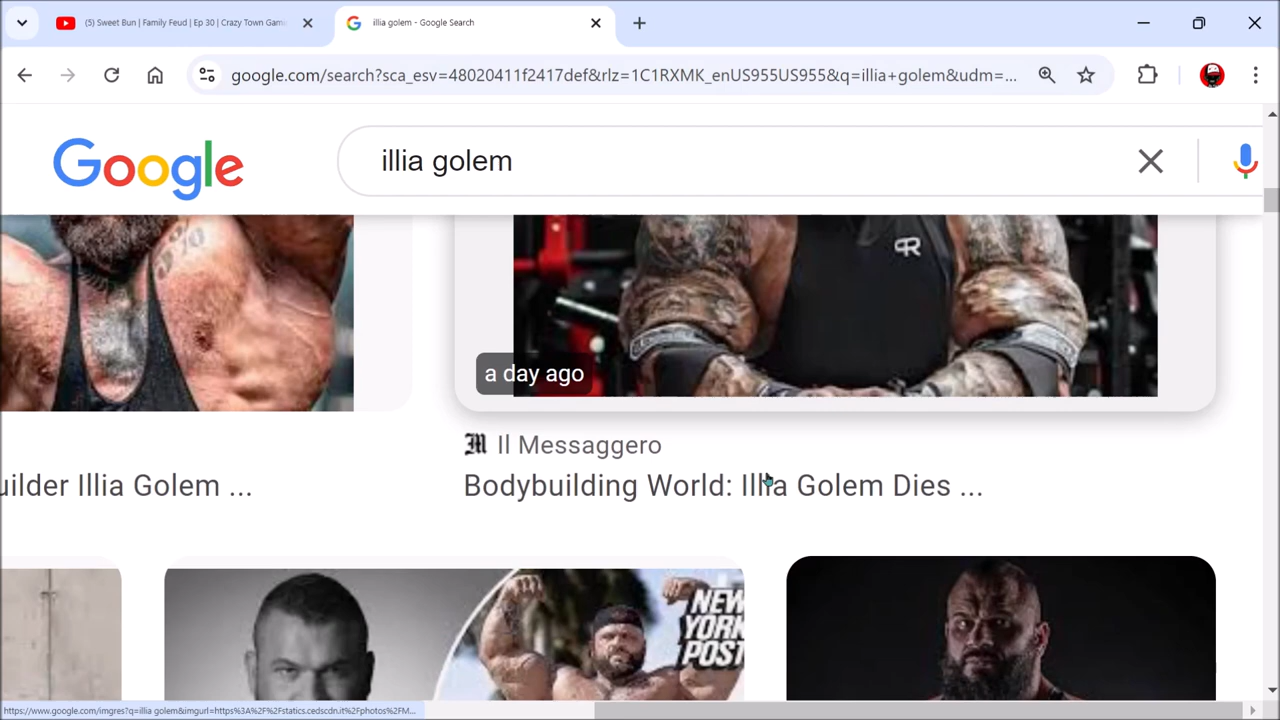 (5) Sweet Bun | Family Feud | Ep 30 | Crazy Town Gami
illia golem - Google Search
google.com/search?sca_esv=48020411f2417def&rlz=1C1RXMK_enUS955US955&q=illia+golem&udm=...
Google
illia golem
R
a day ago
M Il Messaggero
uilder Illia Golem ...
Bodybuilding World: Illia Golem Dies ...
NEW
YORK
POST
https://www.google.com/imgres?q=illia golem&imgurl=https%3A%2F%2Fstatics.cedscdn.it%2Fphotos%2FM...